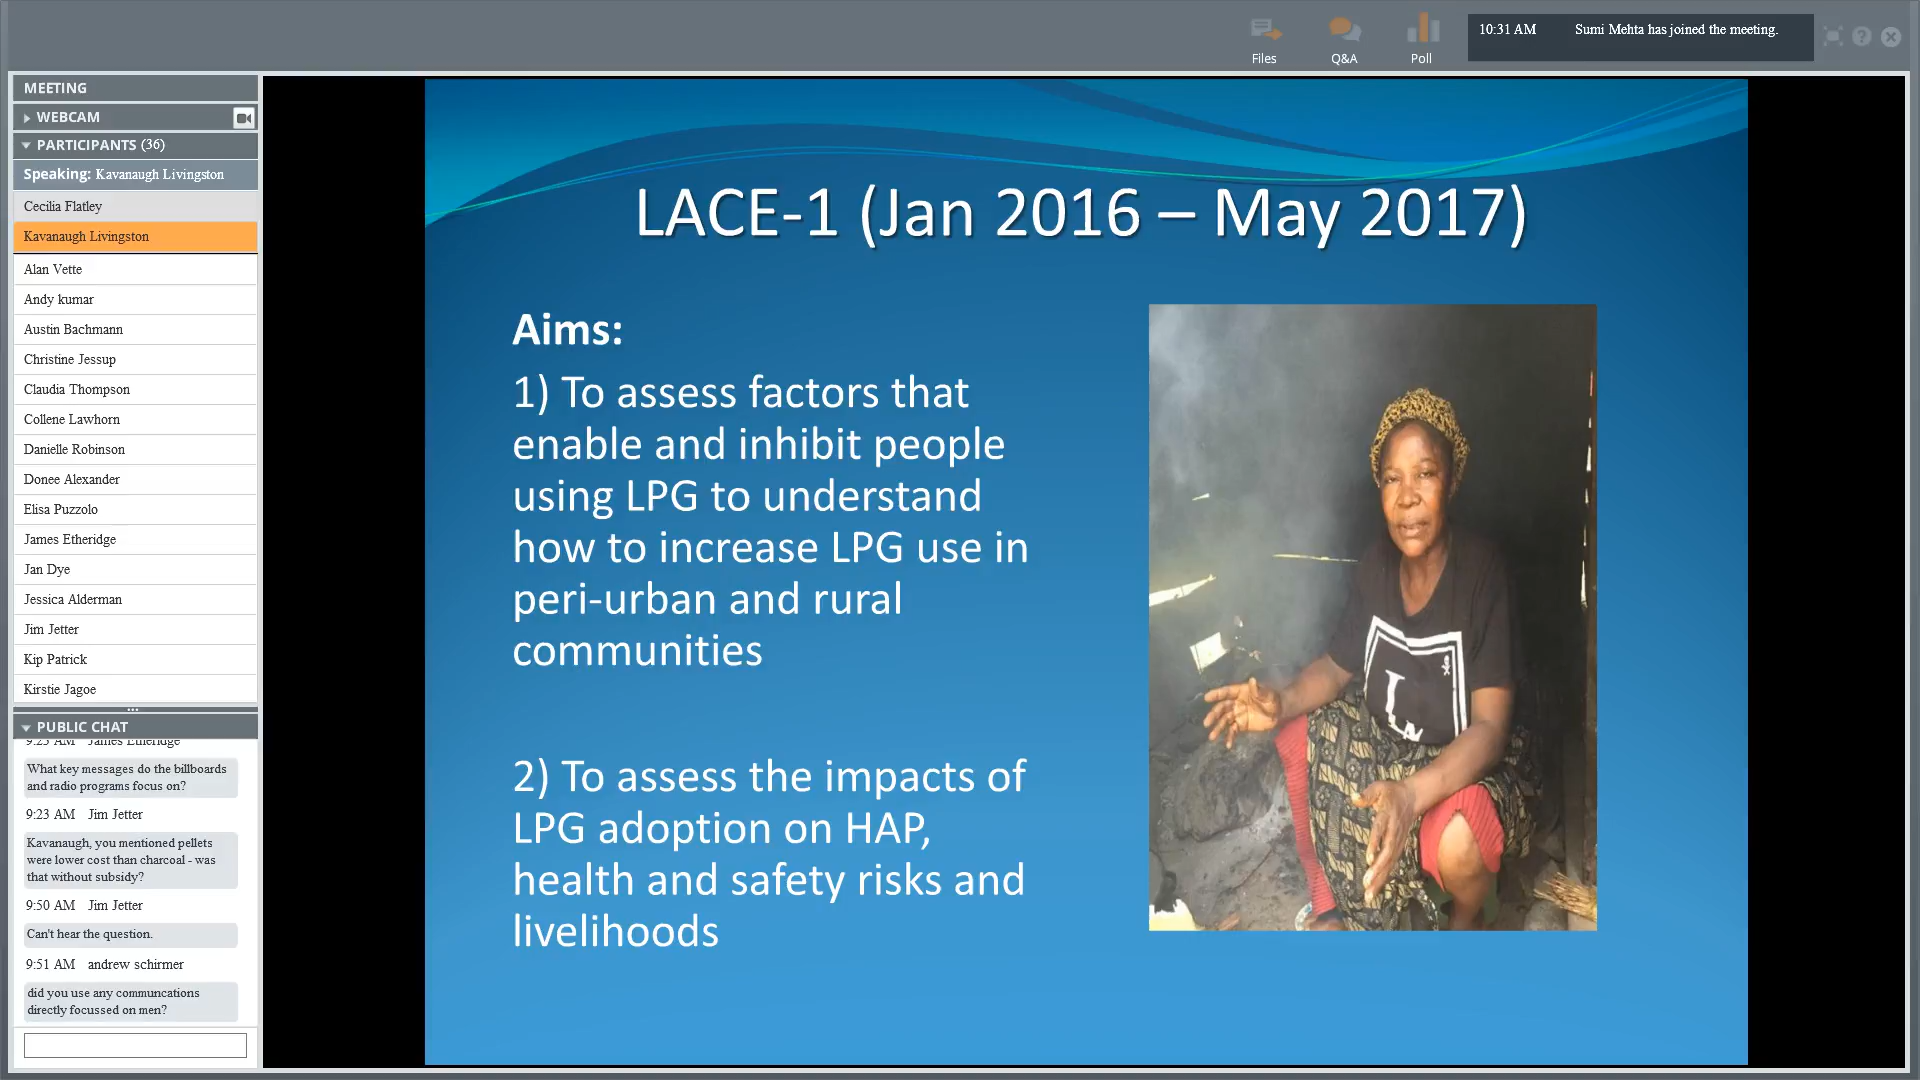 Files
Q&A
Poll
10:31 AM Sumi Mehta has joined the meeting.
MEETING
WEBCAM
PARTICIPANTS (36)
Speaking: Kavanaugh Livingston
Cecilia Flatley
Kavanaugh Livingston
Alan Vette
Andy kumar
Austin Bachmann
Christine Jessup
Claudia Thompson
Collene Lawhorn
Danielle Robinson
Donee Alexander
Elisa Puzzolo
James Etheridge
Jan Dye
Jessica Alderman
Jim Jetter
Kip Patrick
Kirstie Jagoe
PUBLIC CHAT
9:23 AM James Etheridge
What key messages do the billboards
and radio programs focus on?
9:23 AM Jim Jetter
Kavanaugh, you mentioned pellets
were lower cost than charcoal - was
that without subsidy?
9:50 AM Jim Jetter
Can't hear the question.
9:51 AM andrew schirmer
did you use any communcations
directly focussed on men?
LACE-1 (Jan 2016 – May 2017)
Aims:
1) To assess factors that
enable and inhibit people
using LPG to understand
how to increase LPG use in
peri-urban and rural
communities
2) To assess the impacts of
LPG adoption on HAP,
health and safety risks and
livelihoods